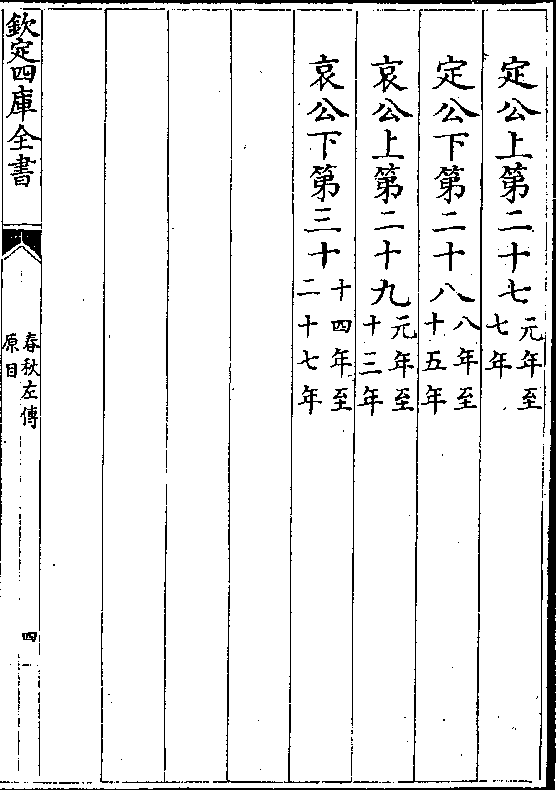 定公上第二十七元年至七年
定公下第二十八八年至十五年
哀公上第二十九元年至十三年
哀公下第三十十四年至二十七年
欽定四庫全書
春秋左傳
原目
四